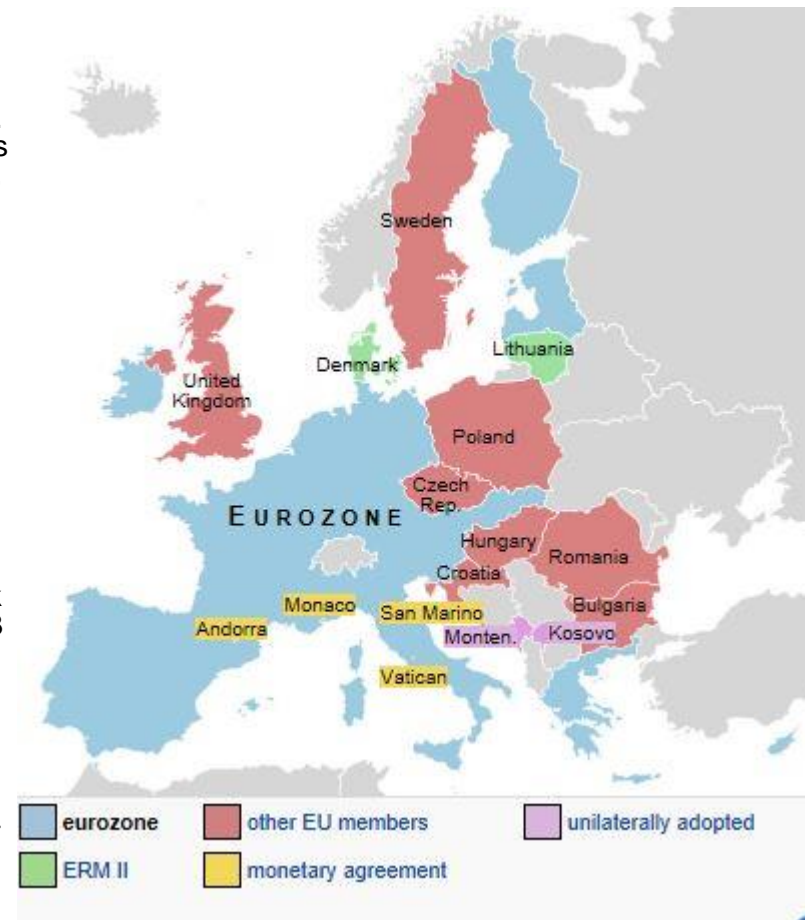 s
Sweden
Denmark
Lithuania
United
Kingdom
Poland
Czech
Rep.
EUROZONE
Hungary
Romania
Croatia
Monaco
San Marino
Bulgaria
Andorra
Monten.
Kosovo
Vatican
eurozone
other EU members
unilaterally adopted
ERM II
monetary agreement